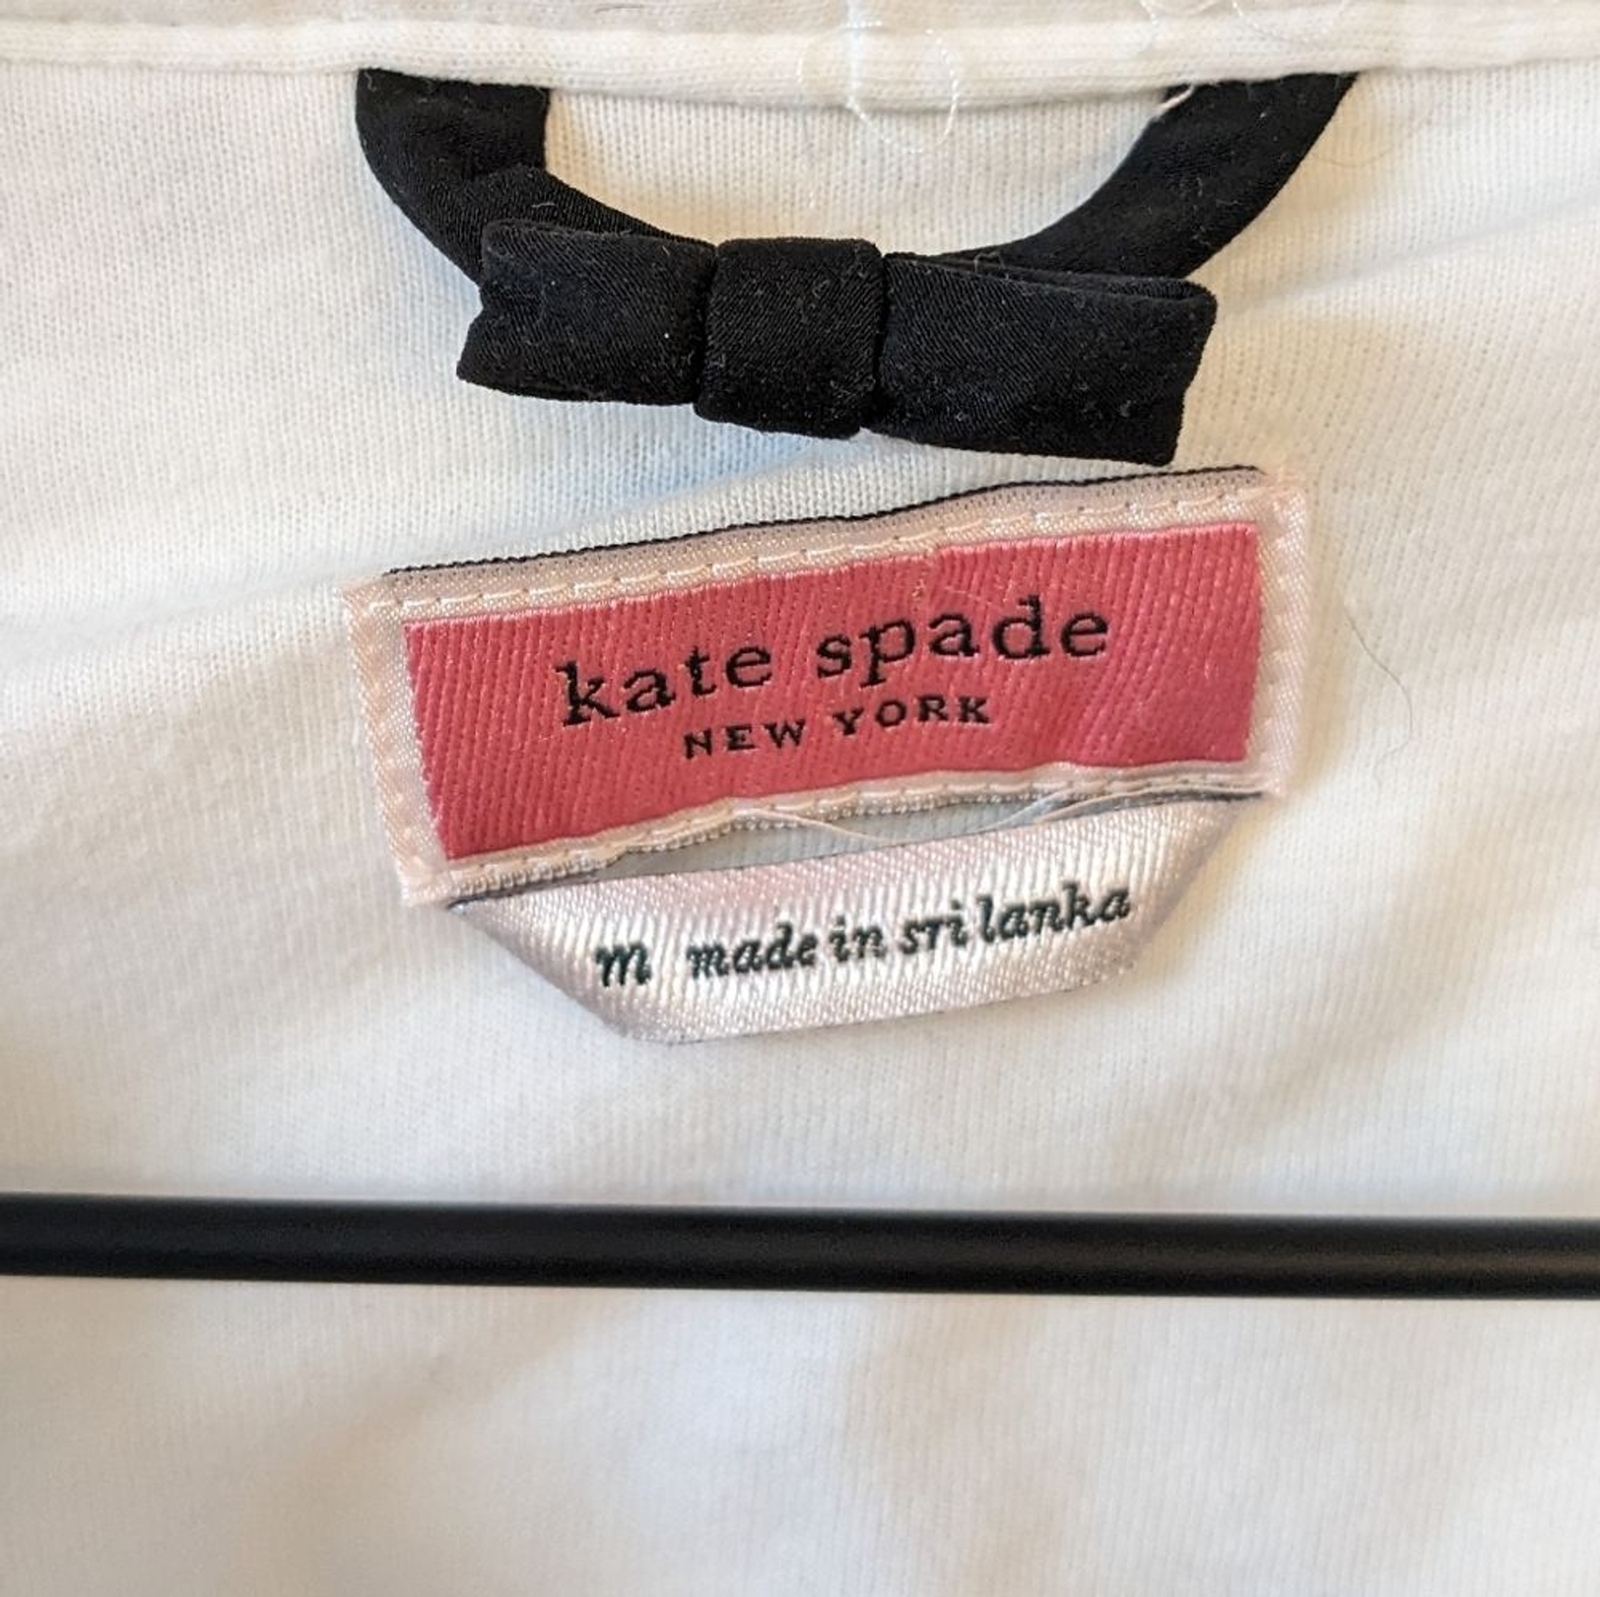 kate spade
NEW YORK
m made in sri lanka